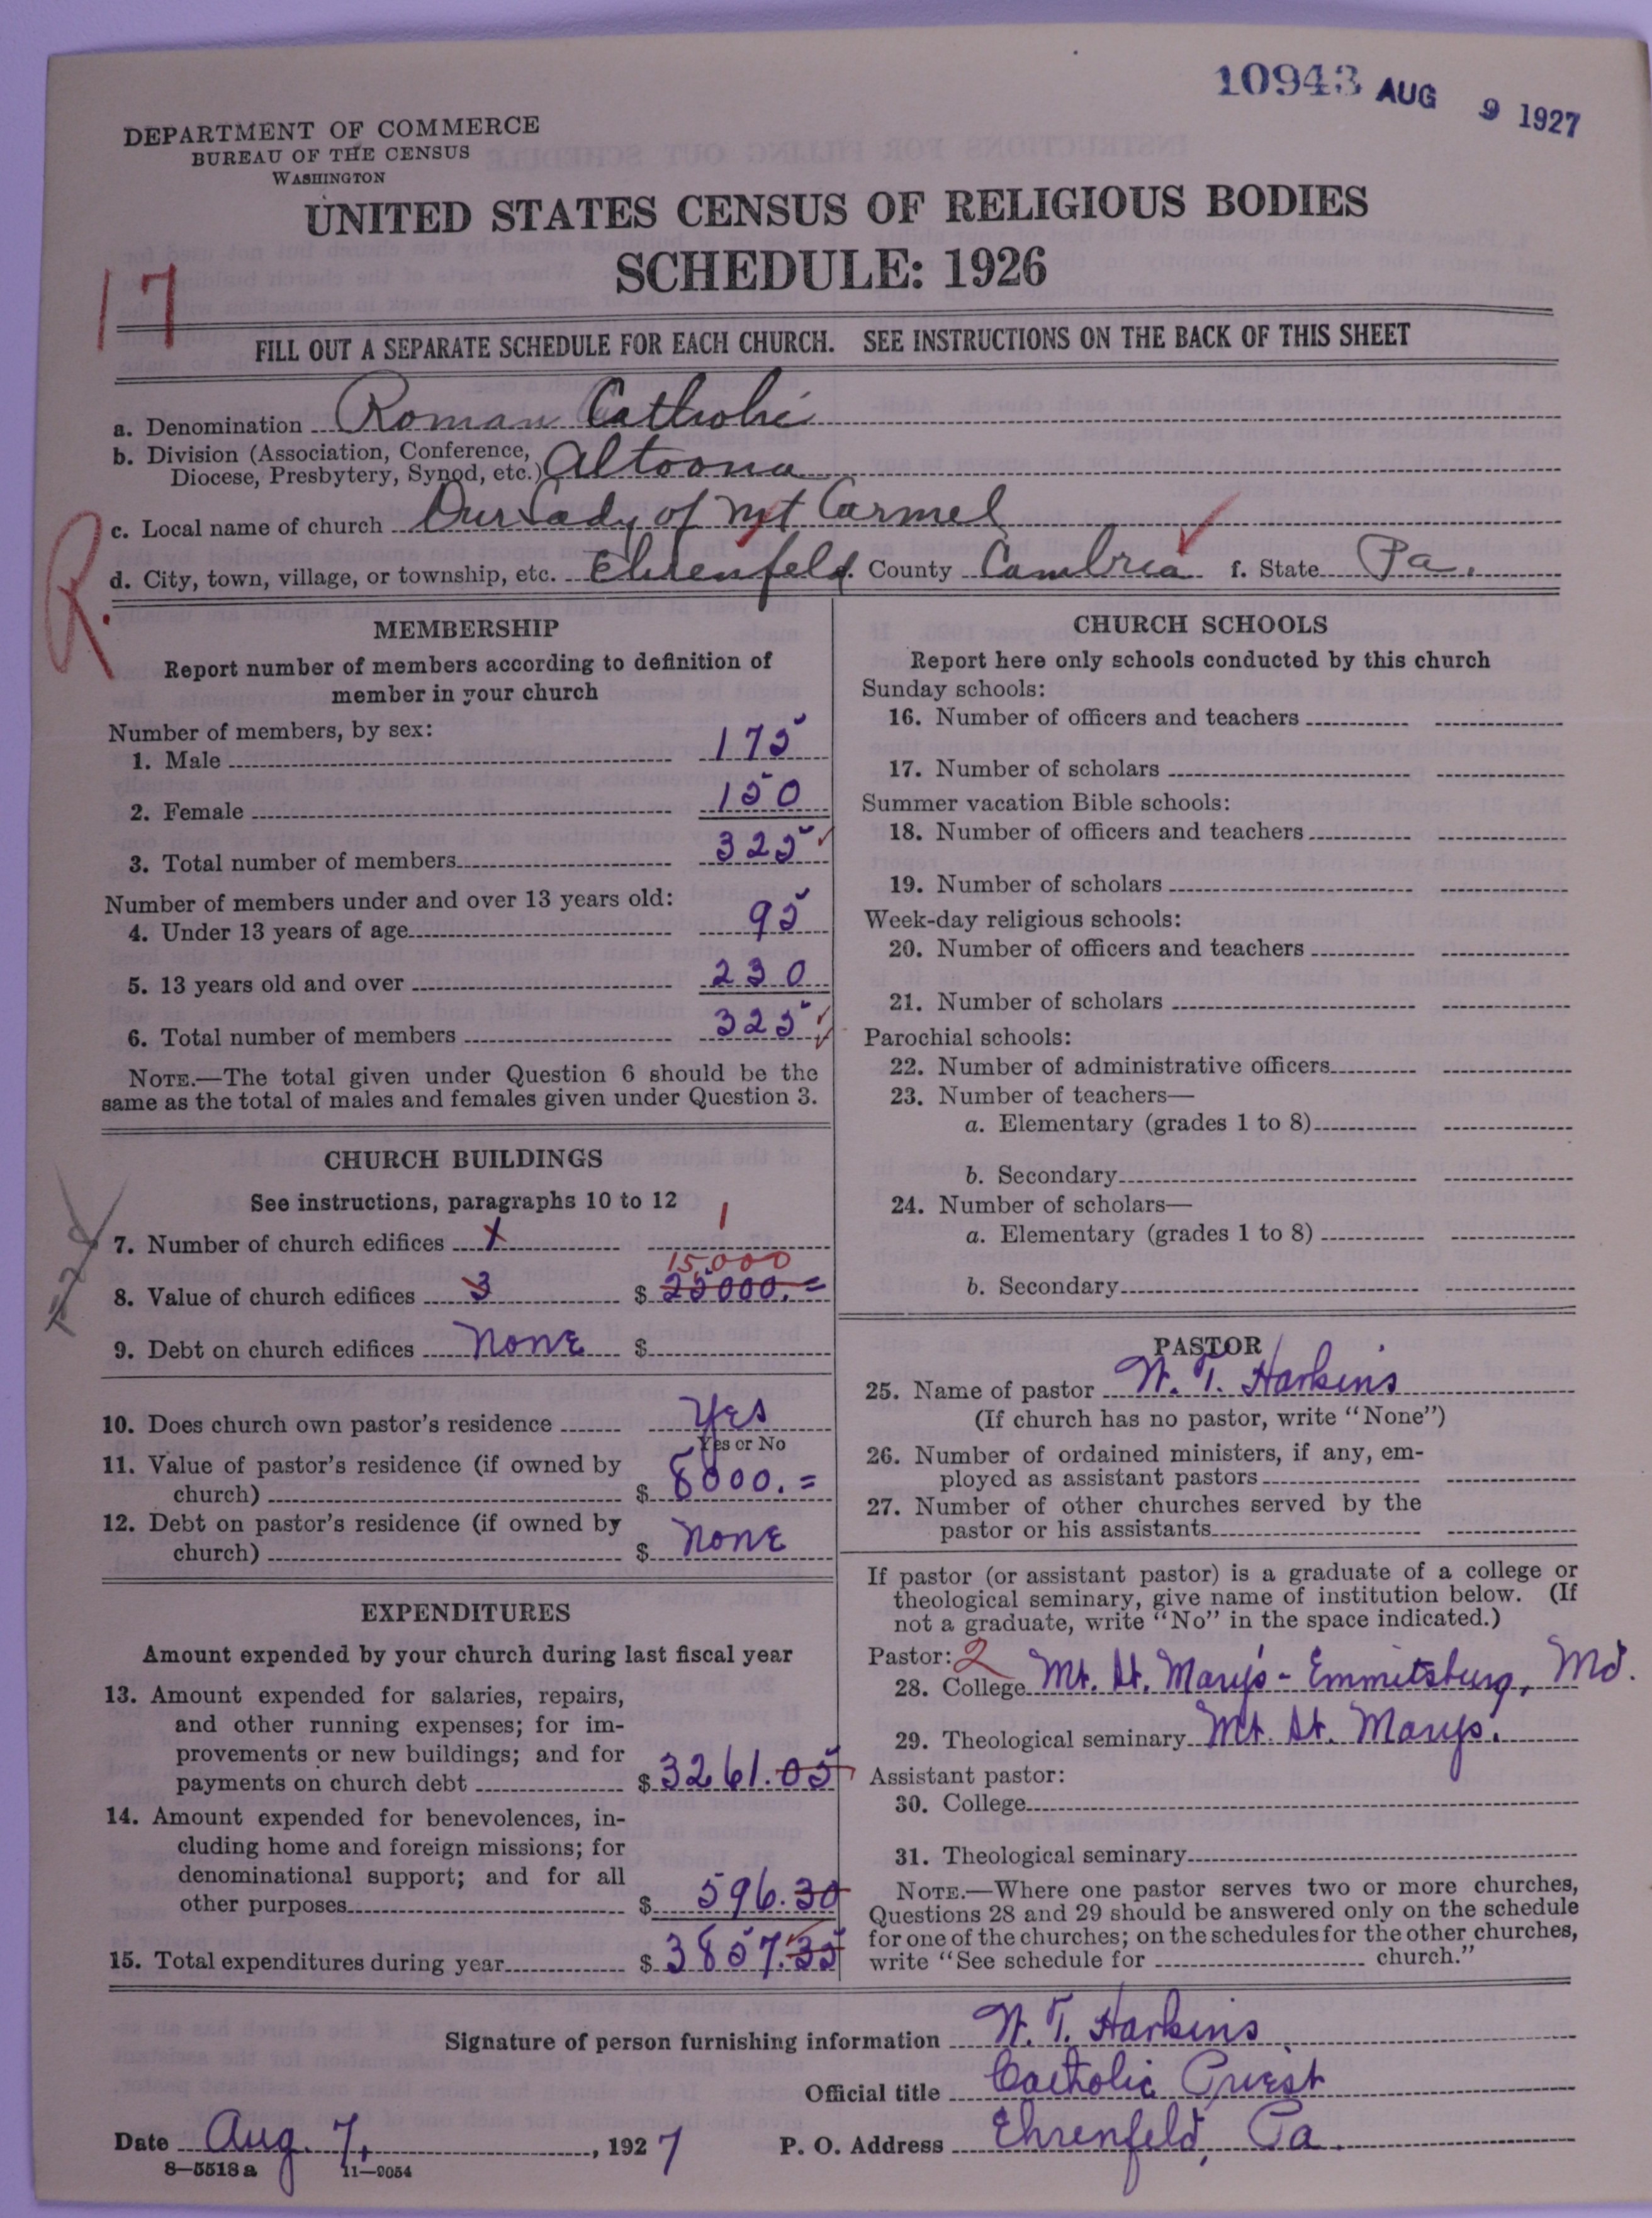 10943 AUG 9 1927
DEPARTMENT OF COMMERCE
BUREAU OF THE CENSUS
WASHINGTON
UNITED STATES CENSUS OF RELIGIOUS BODIES
SCHEDULE: 1926
17
FILL OUT A SEPARATE SCHEDULE FOR EACH CHURCH. SEE INSTRUCTIONS ON THE BACK OF THIS SHEET
a. Denomination Roman Catholic
b. Division (Association, Conference,
Diocese, Presbytery, Synod, etc.) Altoona
c. Local name of church Our Lady of Mt Carmel
R.
d. City, town, village, or township, etc. Ehrenfeld. County Cambria f. State Pa.
MEMBERSHIP
Report number of members according to definition of
member in your church
Number of members, by sex:
1. Male 175
2. Female 150
3. Total number of members 325
Number of members under and over 13 years old:
4. Under 13 years of age 95
5. 13 years old and over 230
6. Total number of members 325
NOTE.—The total given under Question 6 should be the
same as the total of males and females given under Question 3.
CHURCH BUILDINGS
See instructions, paragraphs 10 to 12
7. Number of church edifices 1 1
15,000
8. Value of church edifices 3 $ 25000.=
9. Debt on church edifices None $
10. Does church own pastor's residence Yes
Yes or No
11. Value of pastor's residence (if owned by
church) $ 8000.=
12. Debt on pastor's residence (if owned by
church) $ None
EXPENDITURES
Amount expended by your church during last fiscal year
13. Amount expended for salaries, repairs,
and other running expenses; for im-
provements or new buildings; and for
payments on church debt $ 3261.05
14. Amount expended for benevolences, in-
cluding home and foreign missions; for
denominational support; and for all
other purposes $ 596.30
15. Total expenditures during year $ 3857.35
CHURCH SCHOOLS
Report here only schools conducted by this church
Sunday schools:
16. Number of officers and teachers
17. Number of scholars
Summer vacation Bible schools:
18. Number of officers and teachers
19. Number of scholars
Week-day religious schools:
20. Number of officers and teachers
21. Number of scholars
Parochial schools:
22. Number of administrative officers
23. Number of teachers—
a. Elementary (grades 1 to 8)
b. Secondary
24. Number of scholars—
a. Elementary (grades 1 to 8)
b. Secondary
PASTOR
25. Name of pastor W. T. Harkins
(If church has no pastor, write "None")
26. Number of ordained ministers, if any, em-
ployed as assistant pastors
27. Number of other churches served by the
pastor or his assistants
If pastor (or assistant pastor) is a graduate of a college or
theological seminary, give name of institution below. (If
not a graduate, write "No" in the space indicated.)
Pastor: 2
28. College Mt. St. Mary's - Emmitsburg, Md.
29. Theological seminary Mt. St. Marys.
Assistant pastor:
30. College
31. Theological seminary
NOTE.—Where one pastor serves two or more churches,
Questions 28 and 29 should be answered only on the schedule
for one of the churches; on the schedules for the other churches,
write "See schedule for church."
Signature of person furnishing information W. T. Harkins
Official title Catholic Priest
Date Aug. 7, 1927 P. O. Address Ehrenfeld, Pa.
8—5518 a 11—9054